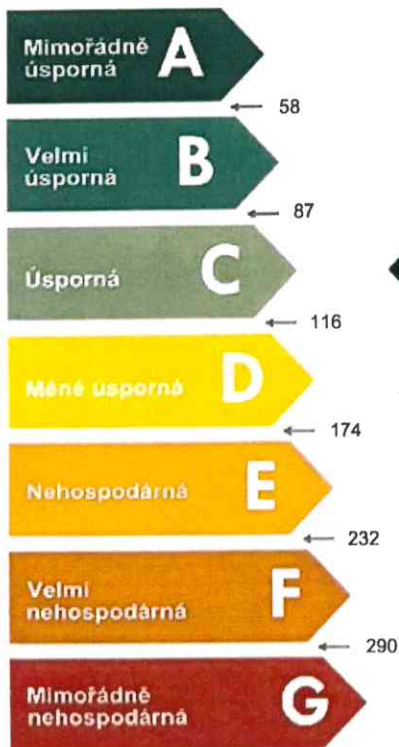 Mimořádně
úsporná
A
← 58
Velmi
úsporná
B
← 87
Úsporná
C
← 116
Méně úsporná
D
← 174
Nehospodárná
E
← 232
Velmi
nehospodárná
F
← 290
Mimořádně
nehospodárná
G